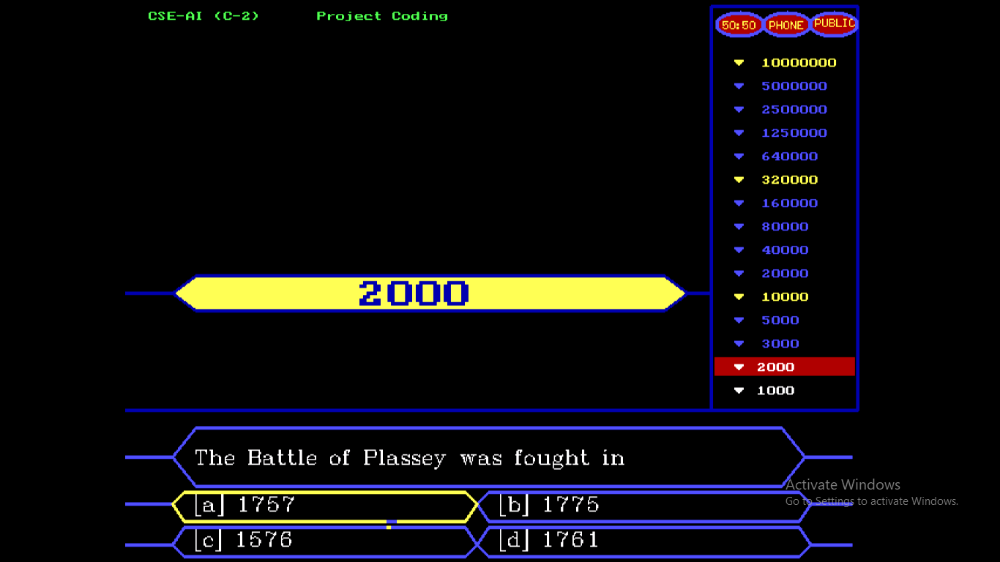 CSE-AI (C-2) Project Coding
50:50 PHONE PUBLIC
10000000
5000000
2500000
1250000
640000
320000
160000
80000
40000
20000
10000
5000
3000
2000
1000
2000
The Battle of Plassey was fought in
[a] 1757 [b] 1775
[c] 1576 [d] 1761
Activate Windows
Go to Settings to activate Windows.